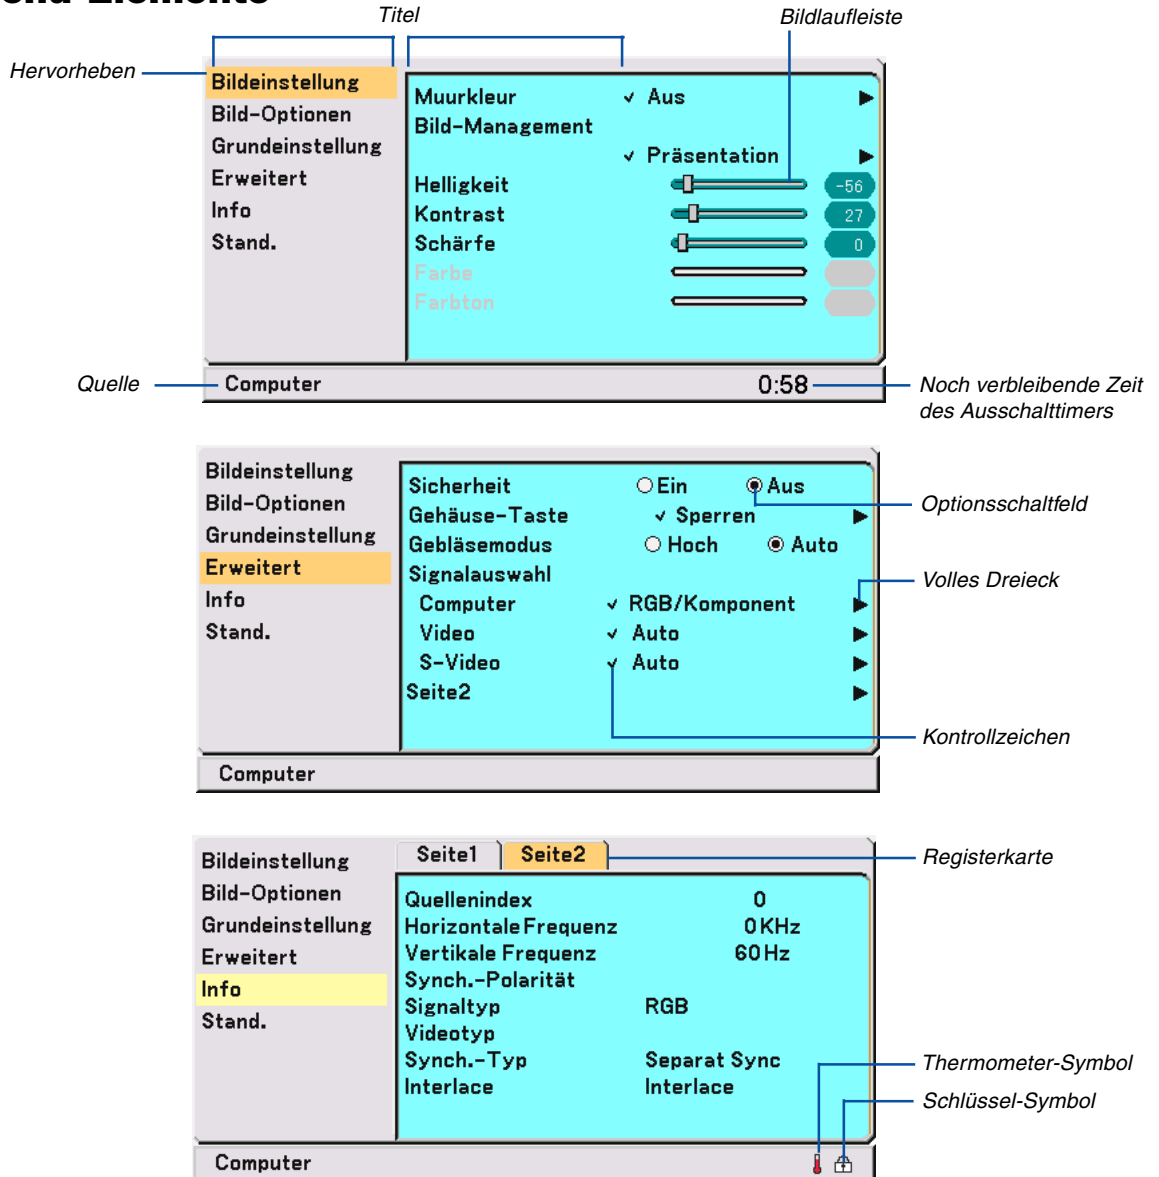 Titel
Bildlaufleiste
Hervorheben
Bildeinstellung
Bild-Optionen
Grundeinstellung
Erweitert
Info
Stand.
Muurkleur ✓ Aus ▶
Bild-Management
✓ Präsentation ▶
Helligkeit -56
Kontrast 27
Schärfe 0
Farbe
Farbton
Quelle
Computer 0:58
Noch verbleibende Zeit
des Ausschalttimers
Bildeinstellung
Bild-Optionen
Grundeinstellung
Erweitert
Info
Stand.
Sicherheit Ein Aus
Gehäuse-Taste ✓ Sperren ▶
Gebläsemodus Hoch Auto
Signalauswahl
Computer ✓ RGB/Komponent ▶
Video ✓ Auto ▶
S-Video ✓ Auto ▶
Seite2 ▶
Optionsschaltfeld
Volles Dreieck
Kontrollzeichen
Computer
Bildeinstellung
Bild-Optionen
Grundeinstellung
Erweitert
Info
Stand.
Seite1 Seite2
Registerkarte
Quellenindex 0
Horizontale Frequenz 0 KHz
Vertikale Frequenz 60 Hz
Synch.-Polarität
Signaltyp RGB
Videotyp
Synch.-Typ Separat Sync
Interlace Interlace
Thermometer-Symbol
Schlüssel-Symbol
Computer